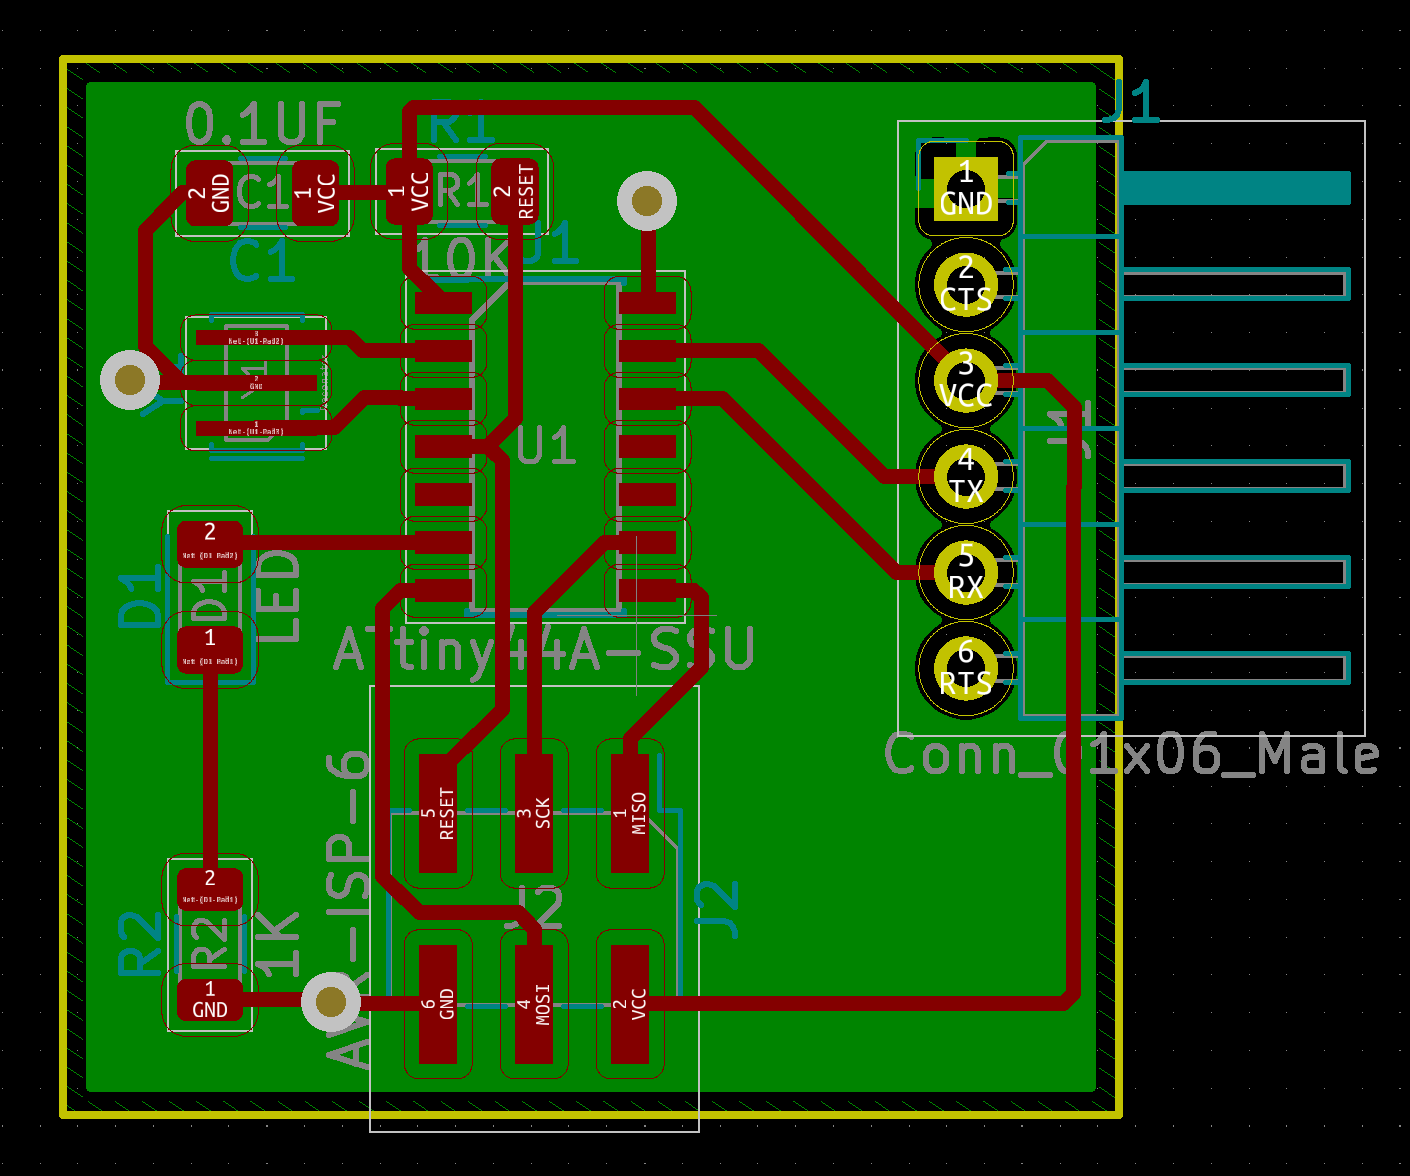 J1
0.1UF
R1
2
GND
C1
1
VCC
1
VCC
R1
2
RESET
C1
10K
U1
1
GND
2
CTS
3
VCC
4
TX
5
RX
6
RTS
J1
3
Net-(U1-Pad2)
2
GND
1
Net-(U1-Pad3)
Y1
Y1
U1
2
Net-(D1-Pad2)
D1
D1
LED
1
Net-(D1-Pad1)
ATtiny44A-SSU
Conn_01x06_Male
5
RESET
3
SCK
1
MISO
AVR-ISP-6
J2
J2
2
Net-(D1-Pad1)
R2
R2
1K
1
GND
6
GND
4
MOSI
2
VCC